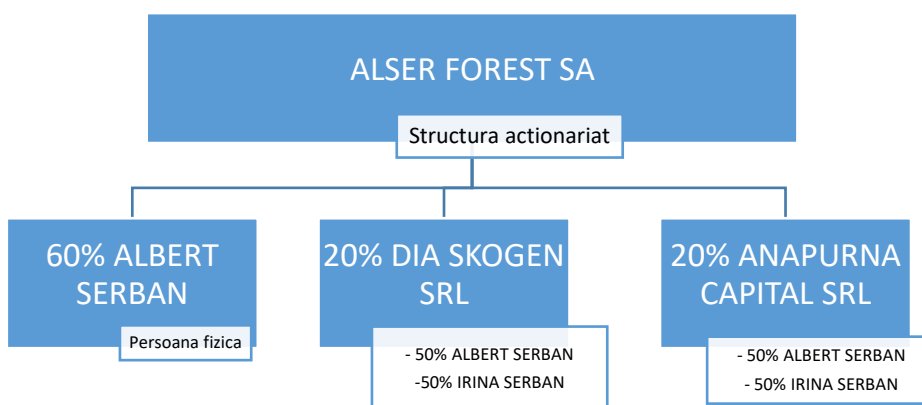 ALSER FOREST SA
Structura actionariat
60% ALBERT
SERBAN
Persoana fizica
20% DIA SKOGEN
SRL
- 50% ALBERT SERBAN
-50% IRINA SERBAN
20% ANAPURNA
CAPITAL SRL
- 50% ALBERT SERBAN
- 50% IRINA SERBAN